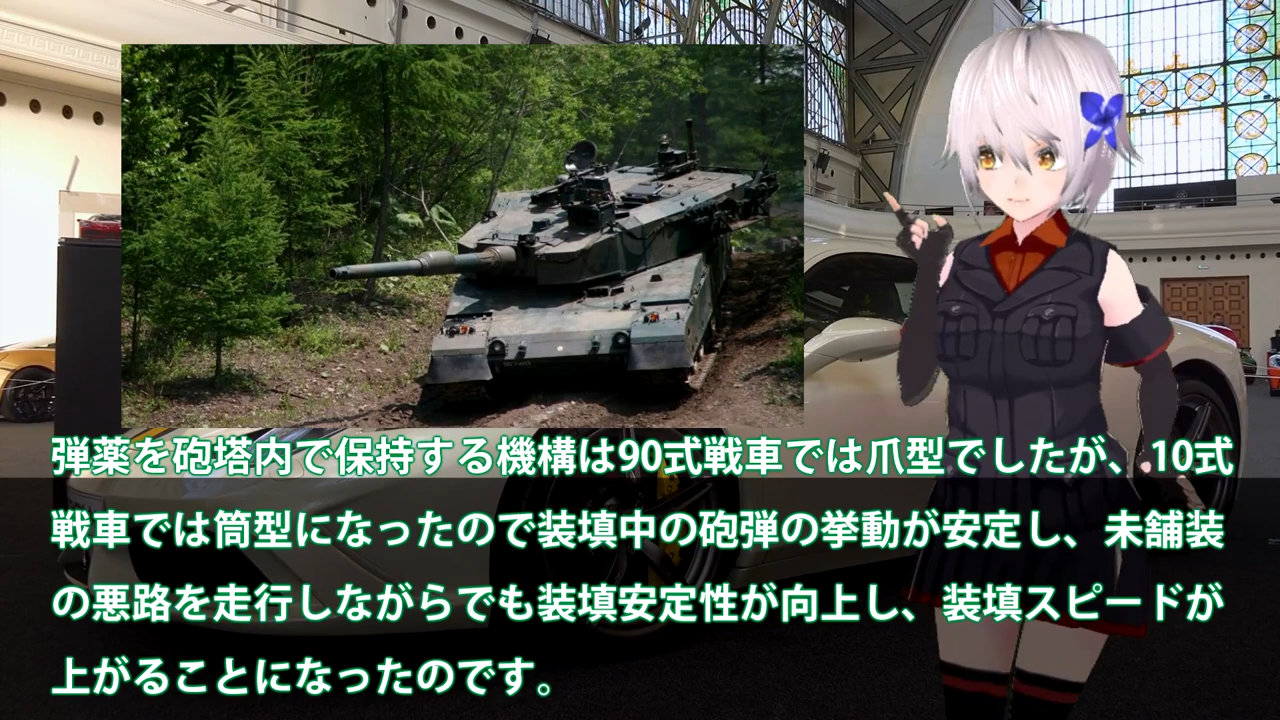 弾薬を砲塔内で保持する機構は90式戦車では爪型でしたが、10式
戦車では筒型になったので装填中の砲弾の挙動が安定し、未舗装
の悪路を走行しながらでも装填安定性が向上し、装填スピードが
上がることになったのです。